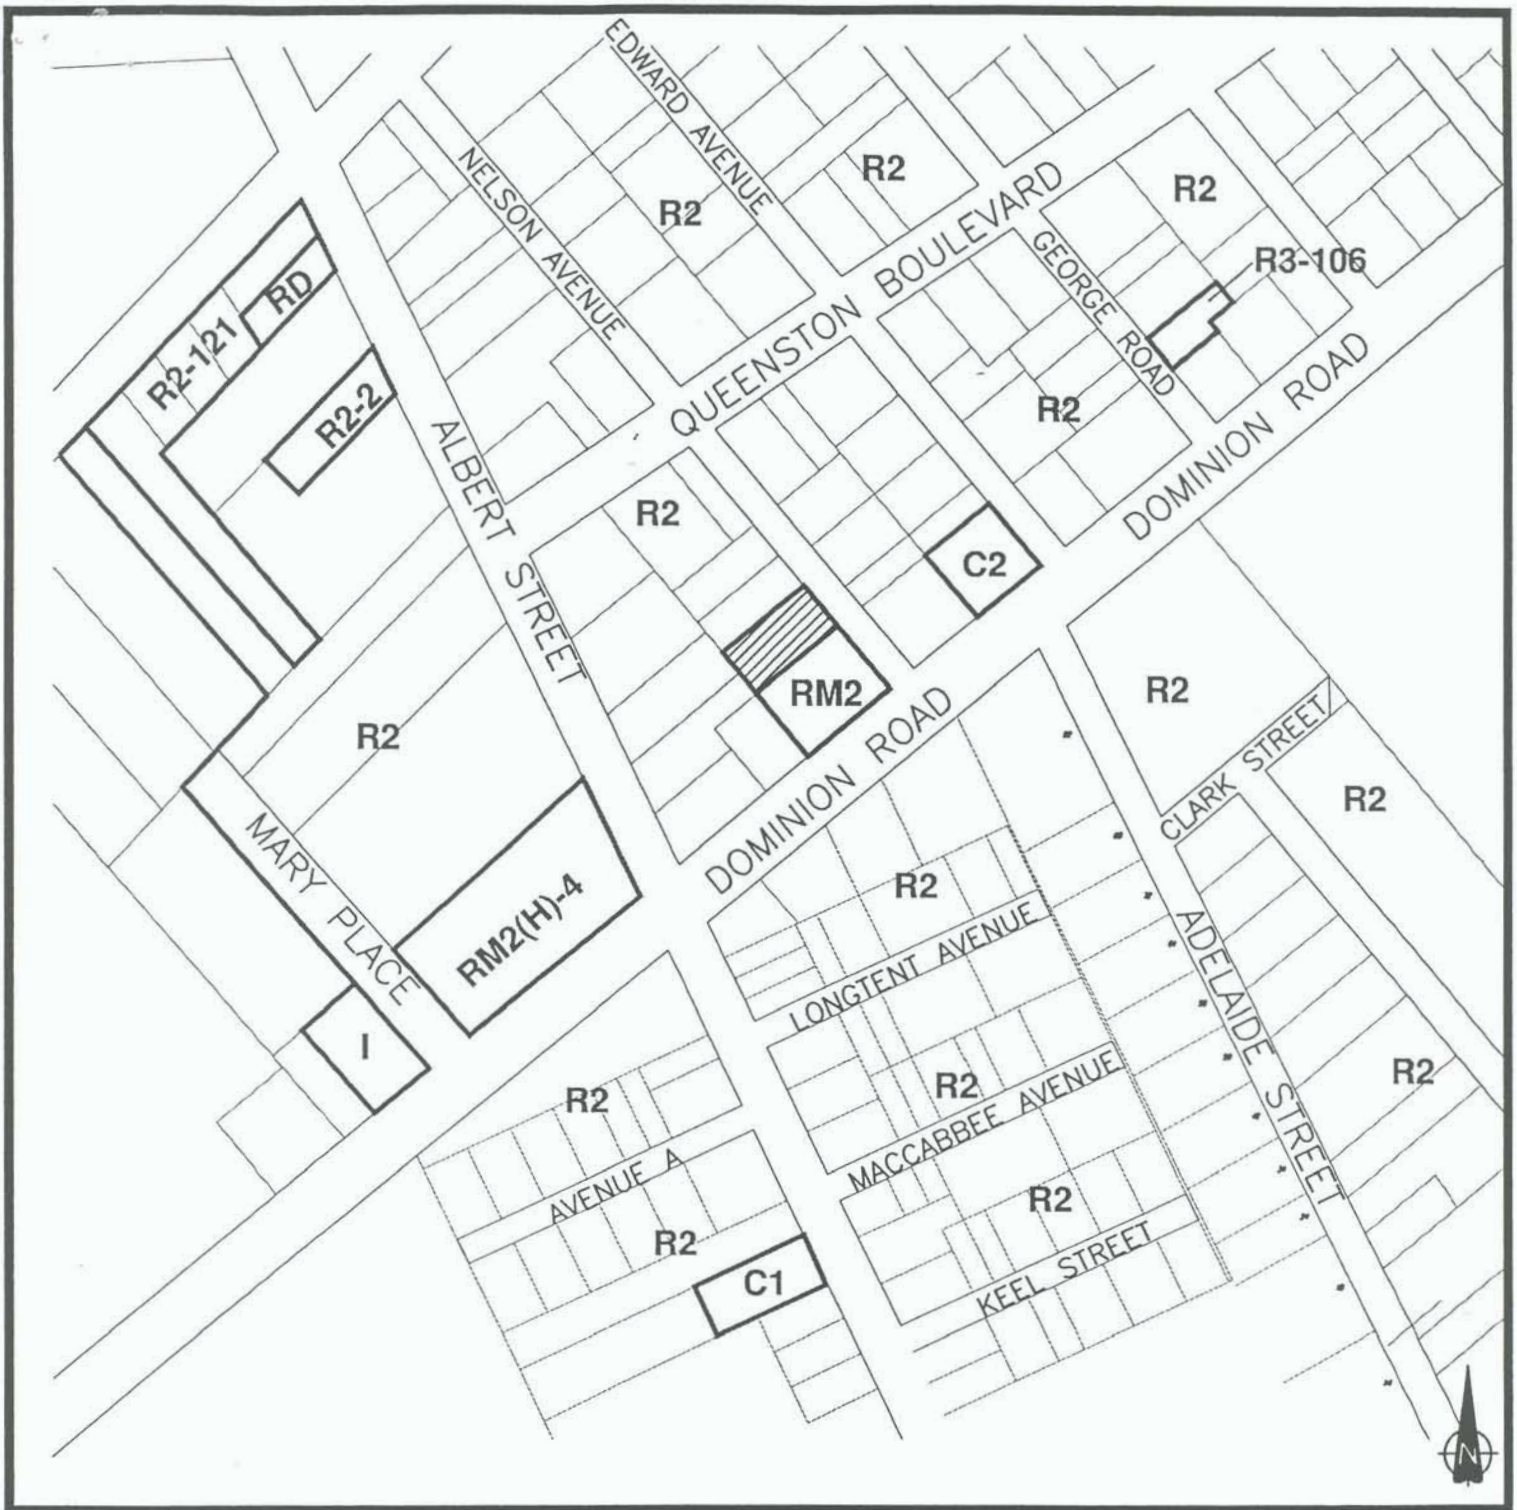 EDWARD AVENUE
NELSON AVENUE
R2
R2
R2
QUEENSTON BOULEVARD
GEORGE ROAD
R3-106
RD
R2-121
R2-2
ALBERT STREET
R2
DOMINION ROAD
R2
C2
RM2
R2
R2
DOMINION ROAD
CLARK STREET
R2
MARY PLACE
RM2(H)-4
R2
LONGTENT AVENUE
ADELAIDE STREET
I
R2
R2
MACCABBEE AVENUE
R2
AVENUE A
R2
R2
KEEL STREET
C1
N